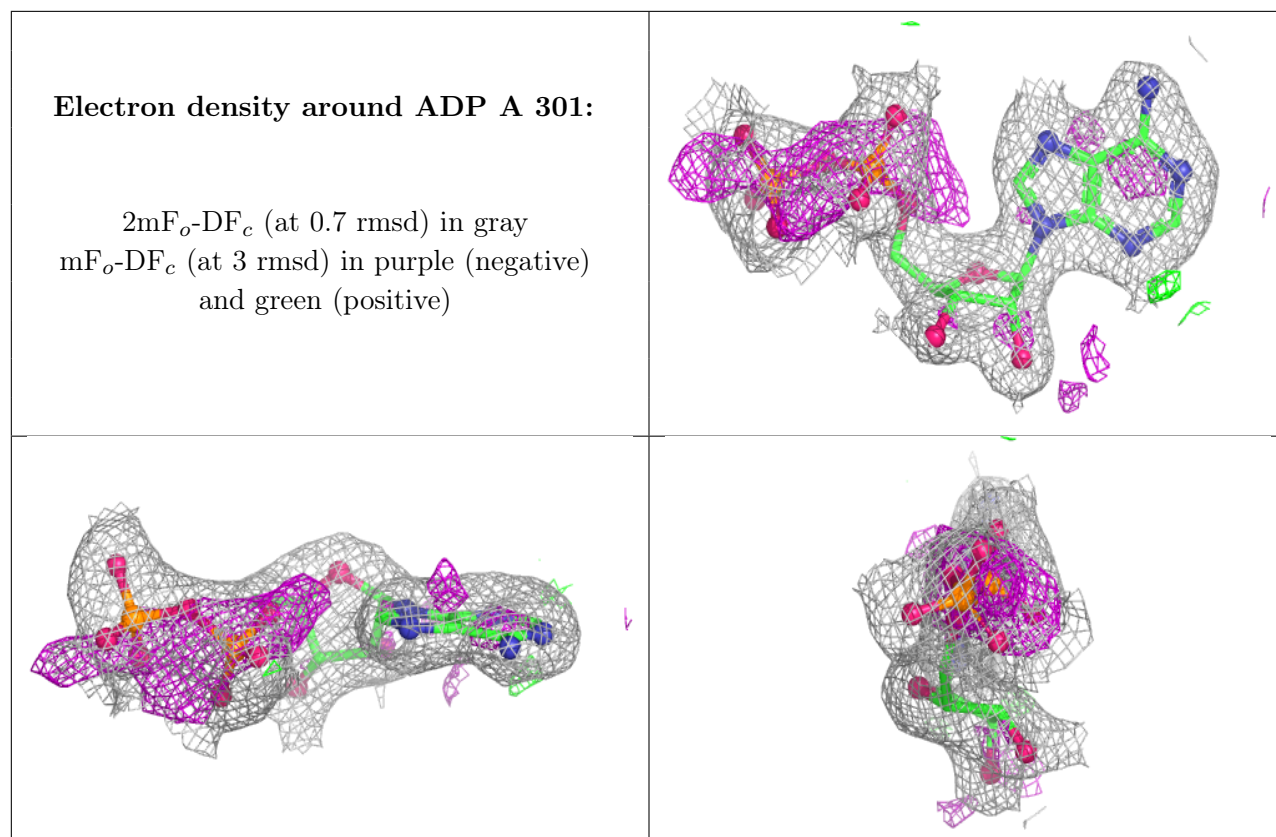 Electron density around ADP A 301:
2mFo-DFc (at 0.7 rmsd) in gray
mFo-DFc (at 3 rmsd) in purple (negative)
and green (positive)